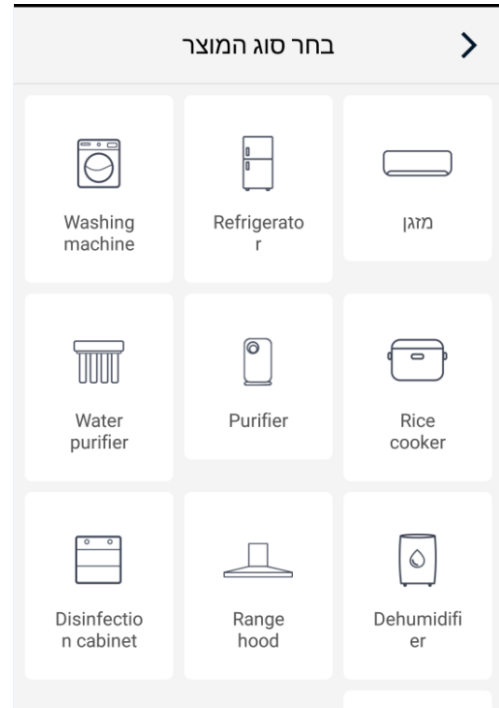 בחר סוג המוצר
מזגן
Refrigerato
r
Washing
machine
Rice
cooker
Purifier
Water
purifier
Dehumidifi
er
Range
hood
Disinfectio
n cabinet